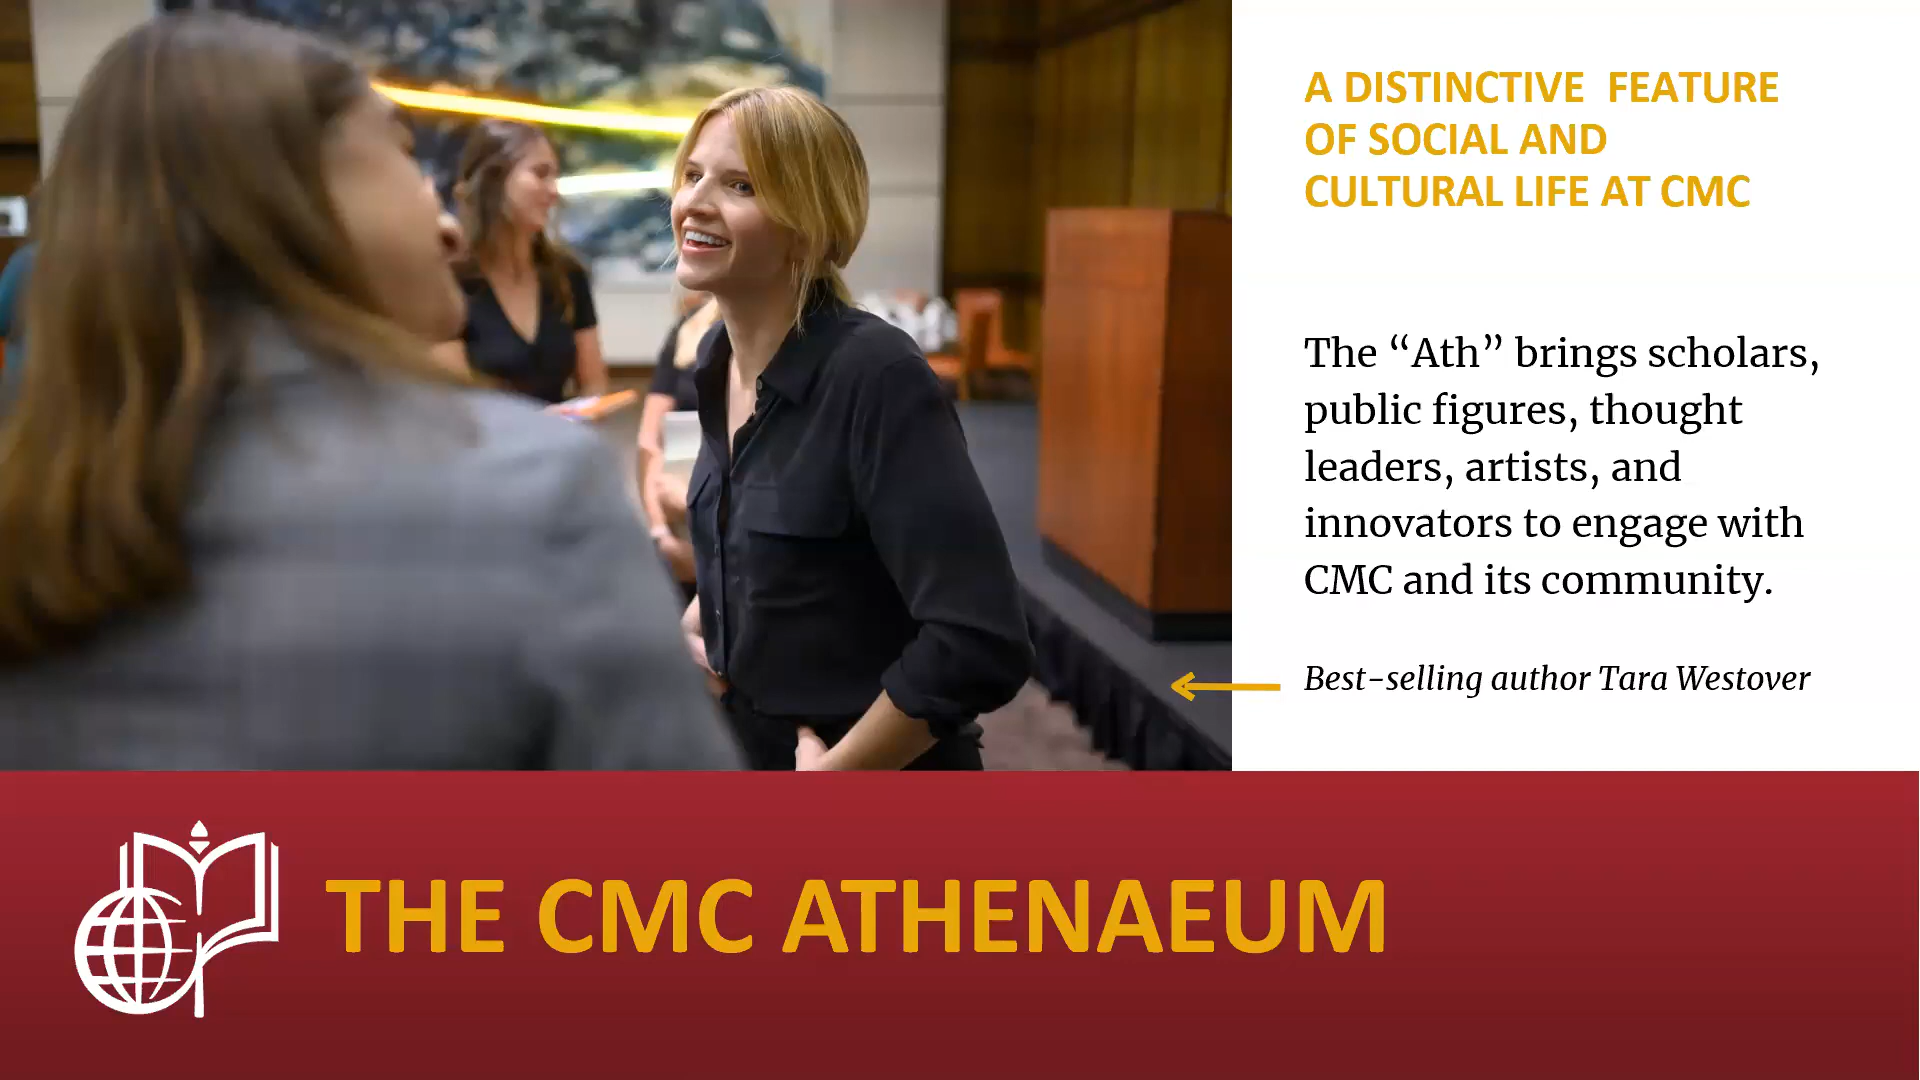 A DISTINCTIVE FEATURE
OF SOCIAL AND
CULTURAL LIFE AT CMC
The “Ath” brings scholars,
public figures, thought
leaders, artists, and
innovators to engage with
CMC and its community.
Best-selling author Tara Westover
THE CMC ATHENAEUM